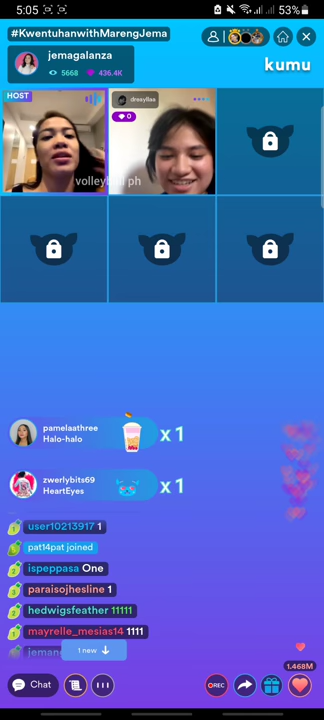 5:05
53%
#KwentuhanwithMarengJema
jemagalanza
5668 436.4K
kumu
HOST
drexyllas
0
volleyball ph
pamelaathree
Halo-halo
x 1
zwerlybits69
HeartEyes
x 1
user10213917 1
pat14pat joined
ispeppasa One
paraisojhesline 1
hedwigsfeather 11111
mayrelle_mesias14 1111
jemang
1 new ↓
1.468M
Chat
REC